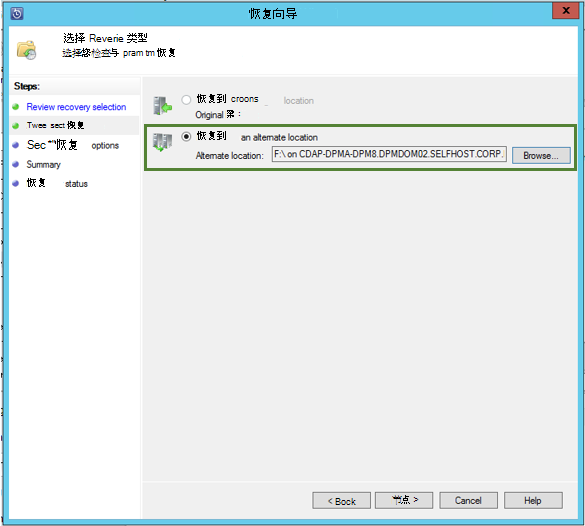 恢复向导
x
选择 Reverie 类型
选择您检查与 pram tm 恢复
Steps:
Review recovery selection
Twee sect 恢复
Sec 恢复 options
Summary
恢复 status
恢复到 croons location
Original 梁：
恢复到 an alternate location
Alternate location: F:\ on CDAP-DPMA-DPM8.DPMDOM02.SELFHOST.CORP.
Browse...
< Back
节点 >
Cancel
Help